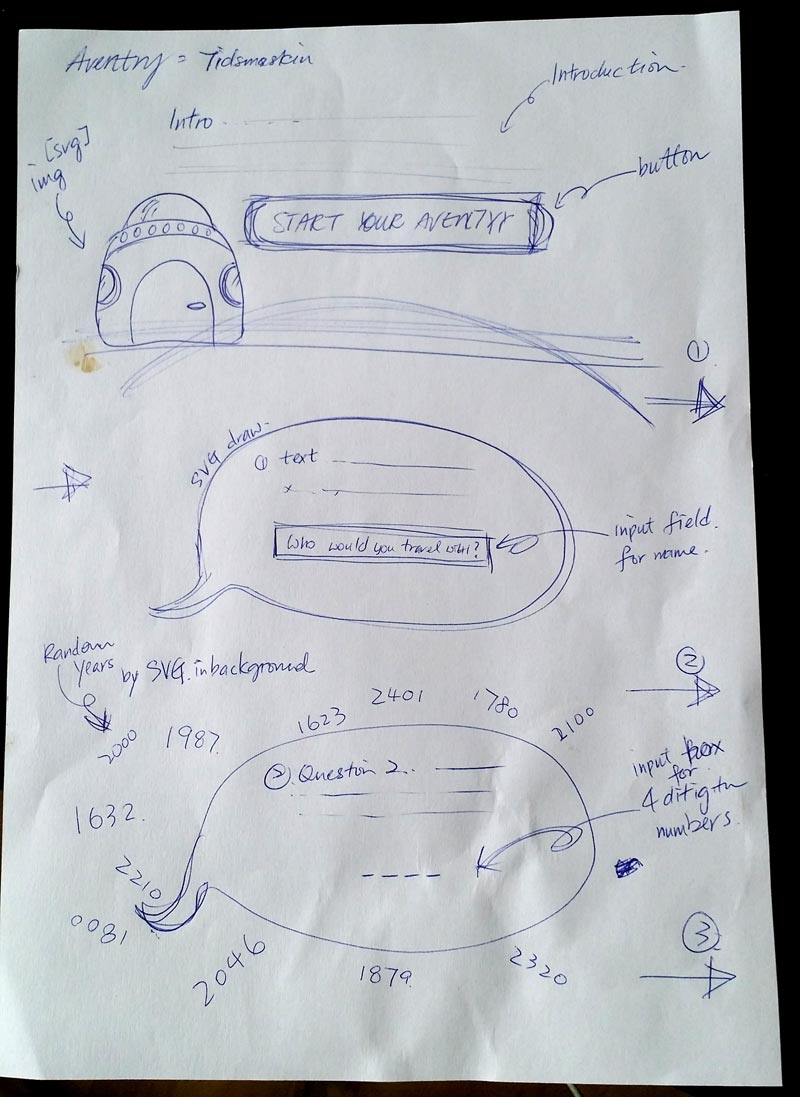 Aventry = Tidsmaskin
Introduction.
Intro
[svg]
img
button
START YOUR AVENTYR
①
SVG draw.
① text
Who would you travel with?
input field.
for name.
Random
Years
by SVG. in background
②
2000 1987 1623 2401 1780 2100
② Question 2.
input box
for
4 ditigtn
numbers.
1632.
2210
0081
2046
1879
2320
③